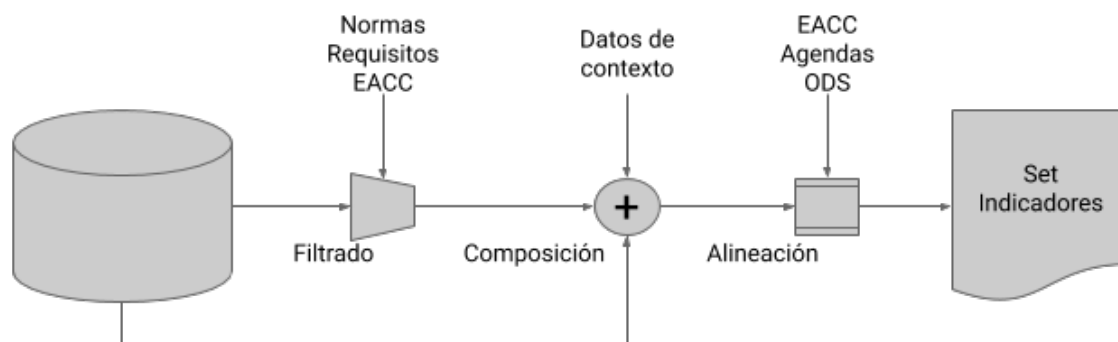 Normas
Requisitos
EACC
Datos de
contexto
EACC
Agendas
ODS
+
Set
Indicadores
Filtrado
Composición
Alineación